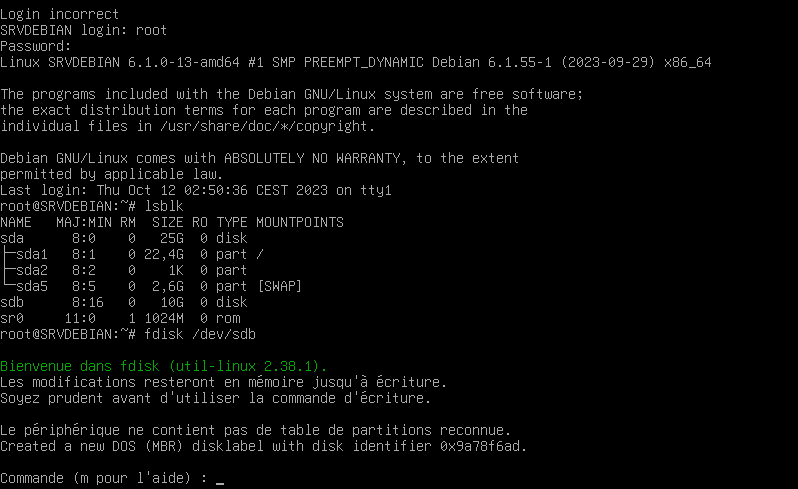 Login incorrect
SRVDEBIAN login: root
Password:
Linux SRVDEBIAN 6.1.0-13-amd64 #1 SMP PREEMPT_DYNAMIC Debian 6.1.55-1 (2023-09-29) x86_64
The programs included with the Debian GNU/Linux system are free software;
the exact distribution terms for each program are described in the
individual files in /usr/share/doc/*/copyright.
Debian GNU/Linux comes with ABSOLUTELY NO WARRANTY, to the extent
permitted by applicable law.
Last login: Thu Oct 12 02:50:36 CEST 2023 on tty1
root@SRVDEBIAN:~# lsblk
NAME   MAJ:MIN RM  SIZE RO TYPE MOUNTPOINTS
sda      8:0    0   25G  0 disk
├─sda1   8:1    0 22,4G  0 part /
├─sda2   8:2    0    1K  0 part
└─sda5   8:5    0  2,6G  0 part [SWAP]
sdb      8:16   0   10G  0 disk
sr0     11:0    1 1024M  0 rom
root@SRVDEBIAN:~# fdisk /dev/sdb
Bienvenue dans fdisk (util-linux 2.38.1).
Les modifications resteront en mémoire jusqu'à écriture.
Soyez prudent avant d'utiliser la commande d'écriture.
Le périphérique ne contient pas de table de partitions reconnue.
Created a new DOS (MBR) disklabel with disk identifier 0x9a78f6ad.
Commande (m pour l'aide) : _